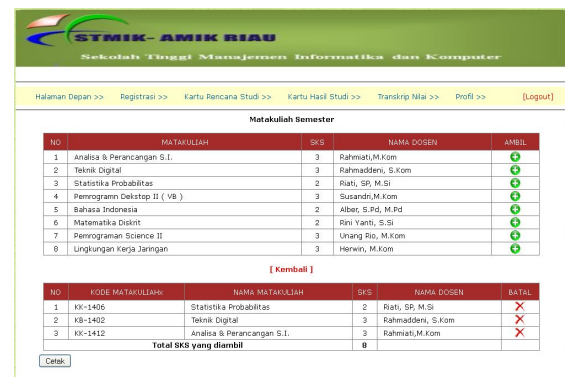 STMIK- AMIK RIAU
Sekolah Tinggi Manajemen Informatika dan Komputer
Halaman Depan >> Registrasi >> Kartu Rencana Studi >> Kartu Hasil Studi >> Transkrip Nilai >> Profil >> [Logout]
Matakuliah Semester
NO MATAKULIAH SKS NAMA DOSEN AMBIL
1 Analisa & Perancangan S.I. 3 Rahmiati,M.Kom
2 Teknik Digital 3 Rahmaddeni, S.Kom
3 Statistika Probabilitas 2 Riati, SP, M.Si
4 Pemrogramn Dekstop II ( VB ) 3 Susandri,M.Kom
5 Bahasa Indonesia 2 Alber, S.Pd, M.Pd
6 Matematika Diskrit 2 Rini Yanti, S.Si
7 Pemrograman Science II 3 Unang Rio, M.Kom
8 Lingkungan Kerja Jaringan 3 Herwin, M.Kom
[ Kembali ]
NO KODE MATAKULIAHx NAMA MATAKULIAH SKS NAMA DOSEN BATAL
1 KK-1406 Statistika Probabilitas 2 Riati, SP, M.Si
2 KB-1402 Teknik Digital 3 Rahmaddeni, S.Kom
3 KK-1412 Analisa & Perancangan S.I. 3 Rahmiati,M.Kom
Total SKS yang diambil 8
Cetak